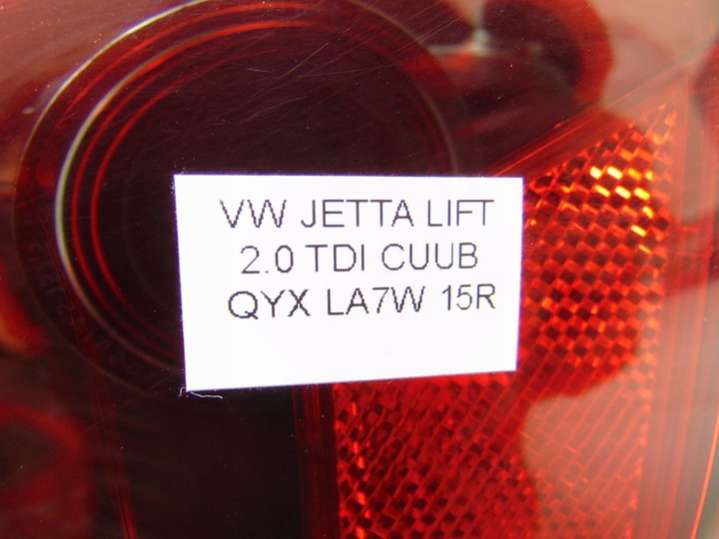 VW JETTA LIFT
2.0 TDI CUUB
QYX LA7W 15R